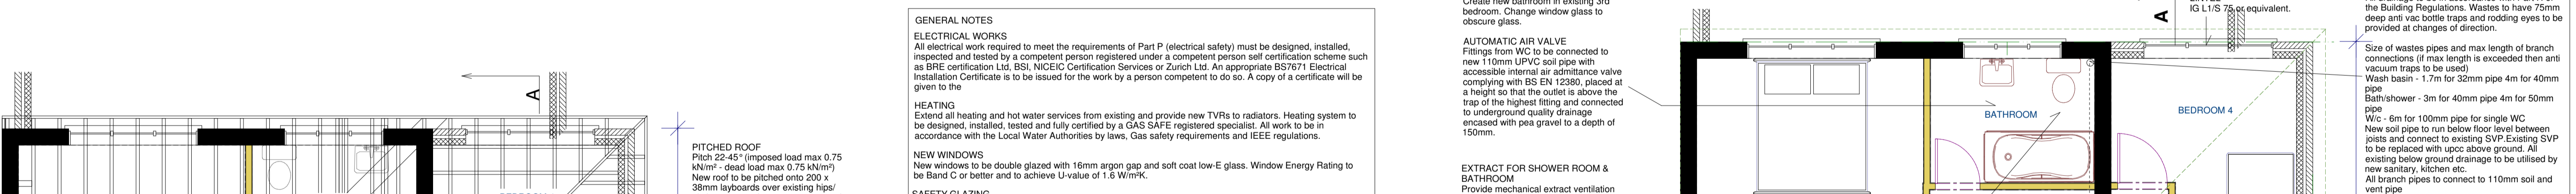 A
PITCHED ROOF
Pitch 22-45° (imposed load max 0.75
kN/m² - dead load max 0.75 kN/m²)
New roof to be pitched onto 200 x
38mm layboards over existing hips/
GENERAL NOTES
ELECTRICAL WORKS
All electrical work required to meet the requirements of Part P (electrical safety) must be designed, installed,
inspected and tested by a competent person registered under a competent person self certification scheme such
as BRE certification Ltd, BSI, NICEIC Certification Services or Zurich Ltd. An appropriate BS7671 Electrical
Installation Certificate is to be issued for the work by a person competent to do so. A copy of a certificate will be
given to the
HEATING
Extend all heating and hot water services from existing and provide new TVRs to radiators. Heating system to
be designed, installed, tested and fully certified by a GAS SAFE registered specialist. All work to be in
accordance with the Local Water Authorities by laws, Gas safety requirements and IEEE regulations.
NEW WINDOWS
New windows to be double glazed with 16mm argon gap and soft coat low-E glass. Window Energy Rating to
be Band C or better and to achieve U-value of 1.6 W/m²K.
SAFETY GLAZING
Create new bathroom in existing 3rd
bedroom. Change window glass to
obscure glass.
AUTOMATIC AIR VALVE
Fittings from WC to be connected to
new 110mm UPVC soil pipe with
accessible internal air admittance valve
complying with BS EN 12380, placed at
a height so that the outlet is above the
trap of the highest fitting and connected
to underground quality drainage
encased with pea gravel to a depth of
150mm.
EXTRACT FOR SHOWER ROOM &
BATHROOM
Provide mechanical extract ventilation
BATHROOM
BEDROOM 4
A
IG L1/S 75 or equivalent.
the Building Regulations. Wastes to have 75mm
deep anti vac bottle traps and rodding eyes to be
provided at changes of direction.
Size of wastes pipes and max length of branch
connections (if max length is exceeded then anti
vacuum traps to be used)
Wash basin - 1.7m for 32mm pipe 4m for 40mm
pipe
Bath/shower - 3m for 40mm pipe 4m for 50mm
pipe
W/c - 6m for 100mm pipe for single WC
New soil pipe to run below floor level between
joists and connect to existing SVP.Existing SVP
to be replaced with upcc above ground. All
existing below ground drainage to be utilised by
new sanitary, kitchen etc.
All branch pipes to connect to 110mm soil and
vent pipe